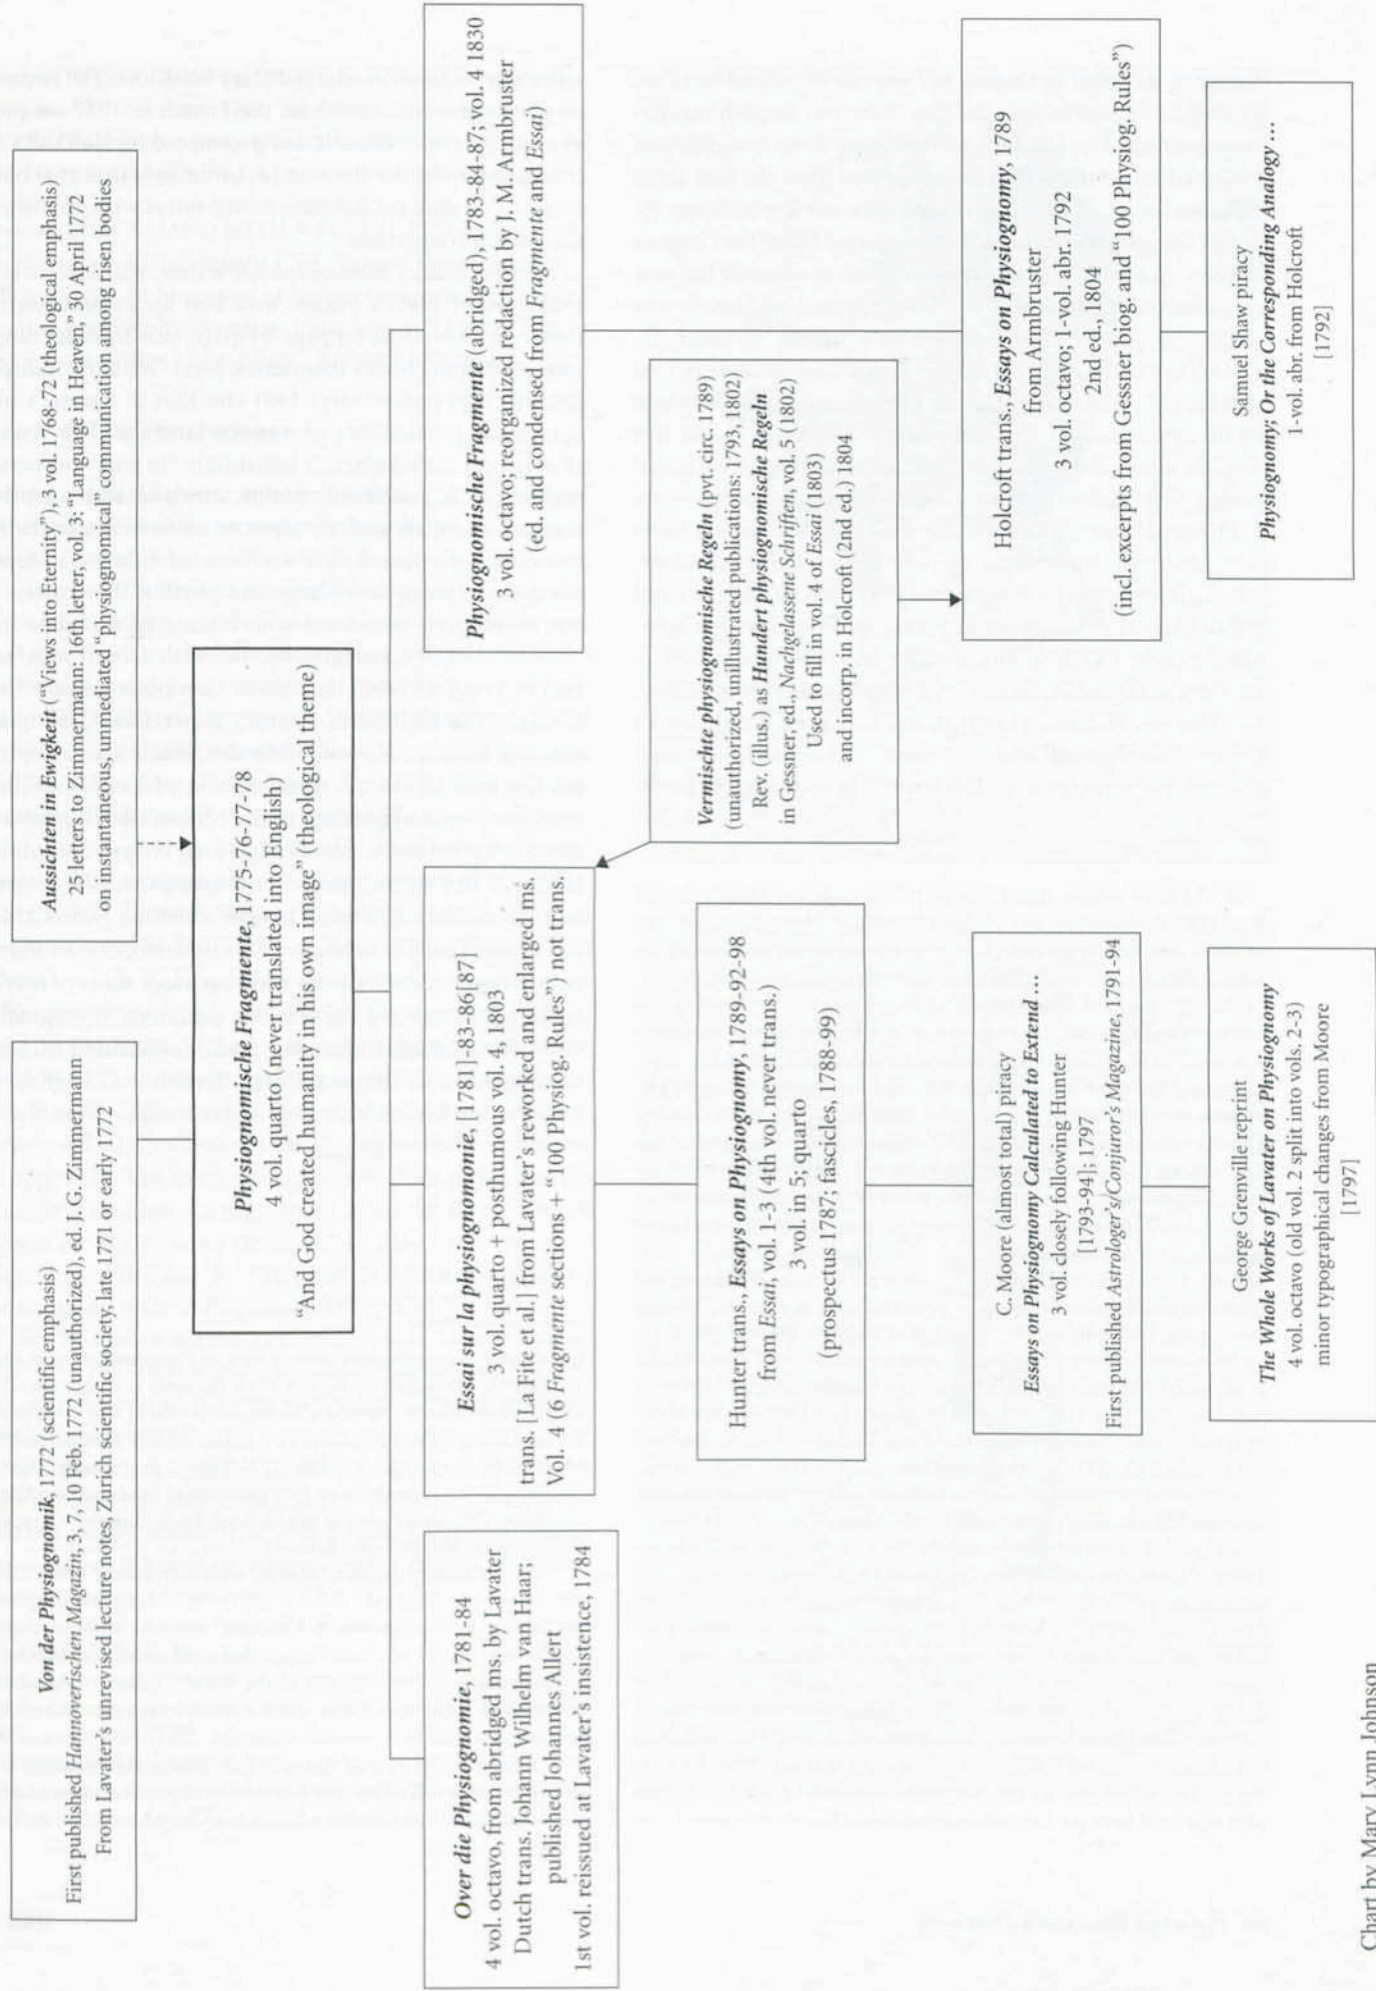 Von der Physiognomik, 1772 (scientific emphasis)
First published Hannoverischen Magazin, 3, 7, 10 Feb. 1772 (unauthorized), ed. J. G. Zimmermann
From Lavater's unrevised lecture notes: Zurich scientific society, late 1771 or early 1772
Aussichten in Ewigkeit ("Views into Eternity"), 3 vol. 1768-72 (theological emphasis)
25 letters to Zimmermann: 16th letter, vol. 3: "Language in Heaven, 30 April 1772
on instantaneous, unmediated "physiognomical" communication among risen bodies
Physiognomische Fragmente, 1775-76-77-78
4 vol. quarto (never translated into English)
"And God created humanity in his own image" (theological theme)
Over die Physiognomie, 1781-84
4 vol. octavo, from abridged ms. by Lavater
Dutch trans. Johann Wilhelm van Haar;
published Johannes Allert
1st vol. reissued at Lavater's insistence, 1784
Essai sur la physiognomonie, [1781]-83-86[87]
3 vol. quarto + posthumous vol. 4, 1803
trans. [La Fite et al.] from Lavater's reworked and enlarged ms.
Vol. 4 (6 Fragmente sections + "100 Physiog. Rules") not trans.
Physiognomische Fragmente (abridged), 1783-84-87; vol. 4 1830
3 vol. octavo; reorganized redaction by J. M. Armbruster
(ed. and condensed from Fragmente and Essai)
Vermischte physiognomische Regeln (pvt. circ. 1789)
(unauthorized, unillustrated publications: 1793, 1802)
Rev. (illus.) as Hundert physiognomische Regeln
in Gessner, ed., Nachgelassene Schriften, vol. 5 (1802)
Used to fill in vol. 4 of Essai (1803)
and incorp. in Holcroft (2nd ed.) 1804
Hunter trans., Essays on Physiognomy, 1789-92-98
from Essai, vol. 1-3 (4th vol. never trans.)
3 vol. in 5; quarto
(prospectus 1787; fascicles, 1788-99)
Holcroft trans., Essays on Physiognomy, 1789
from Armbruster
3 vol. octavo; 1-vol. abr. 1792
2nd ed., 1804
(incl. excerpts from Gessner biog. and "100 Physiog. Rules")
C. Moore (almost total) piracy
Essays on Physiognomy Calculated to Extend ...
3 vol. closely following Hunter
[1793-94]; 1797
First published Astrologer's/Conjuror's Magazine, 1791-94
Samuel Shaw piracy
Physiognomy; Or the Corresponding Analogy ...
1-vol. abr. from Holcroft
[1792]
George Grenville reprint
The Whole Works of Lavater on Physiognomy
4 vol. octavo (old vol. 2 split into vols. 2-3)
minor typographical changes from Moore
[1797]
Chart by Mary Lynn Johnson